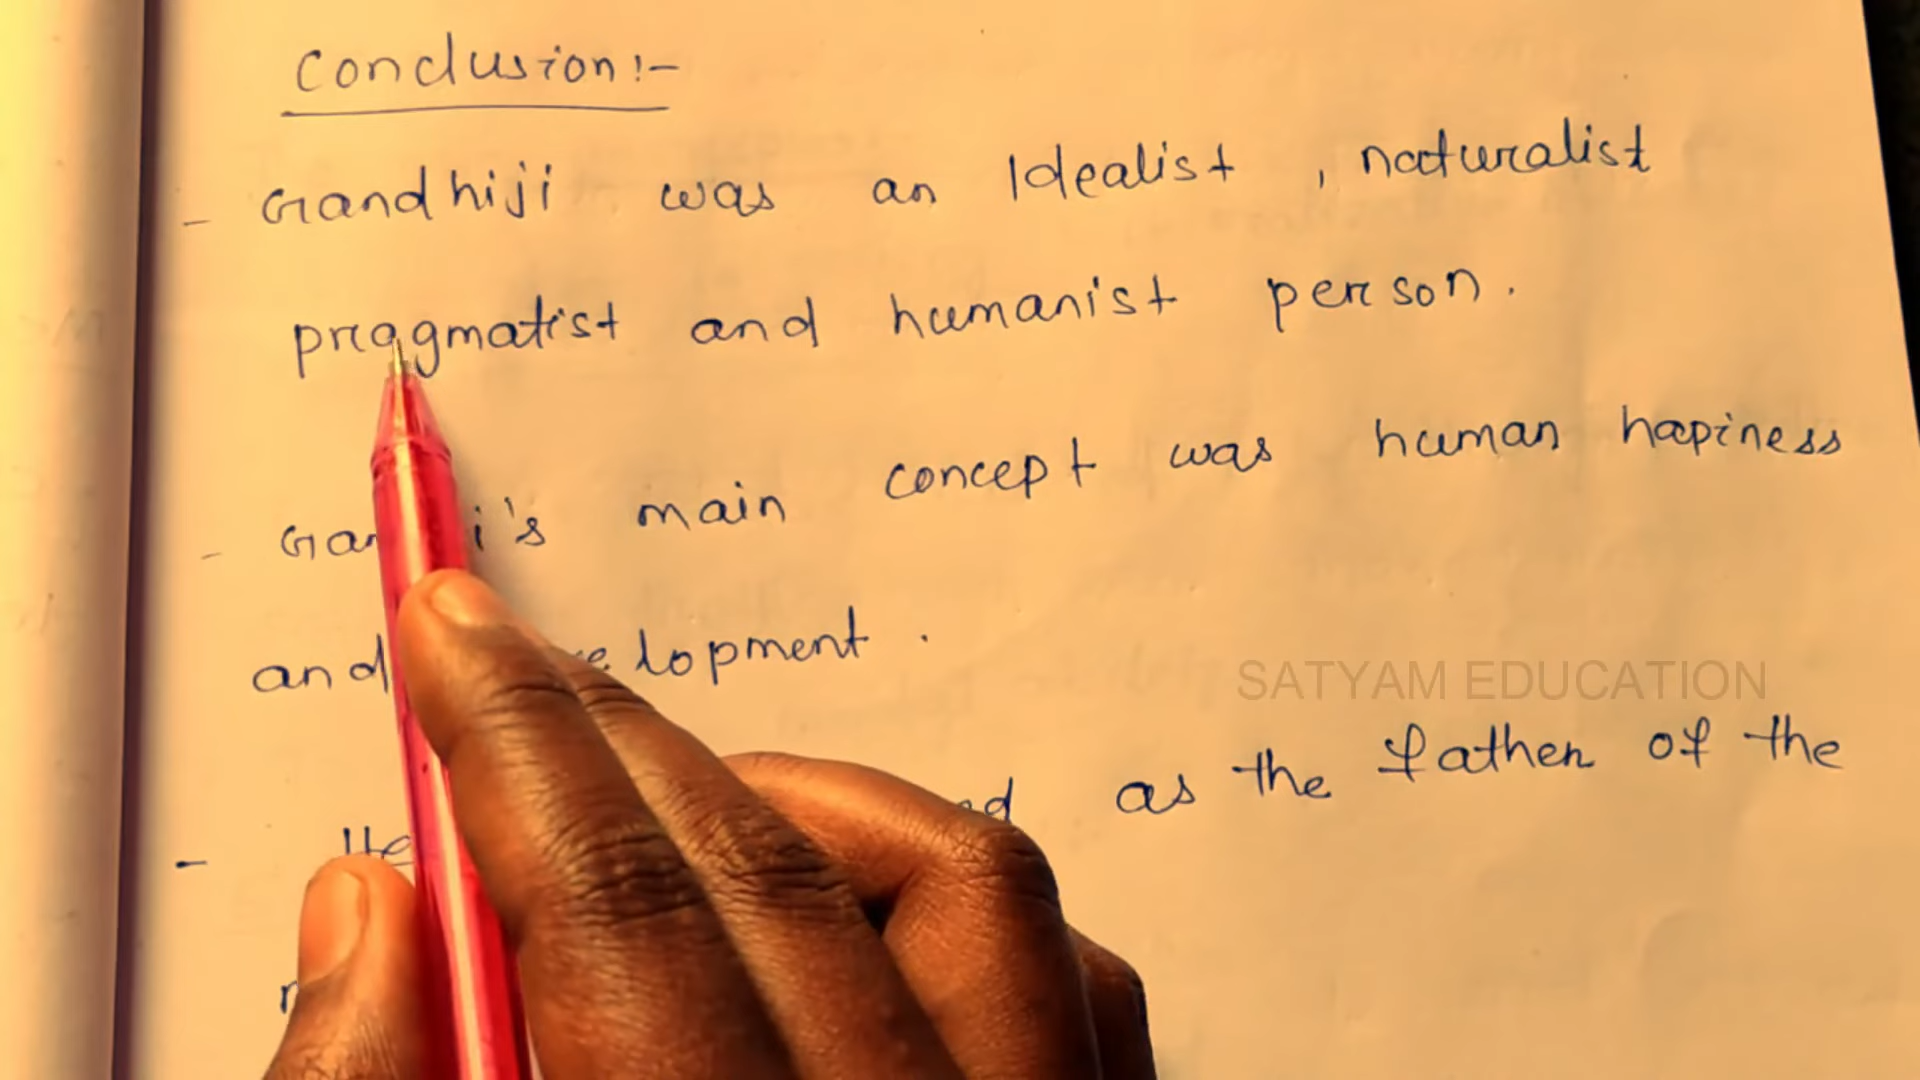 Conclusion:-
- Gandhiji was an Idealist, naturalist
pragmatist and humanist person.
- main concept was human hapiness
and
SATYAM EDUCATION
- as the father of the